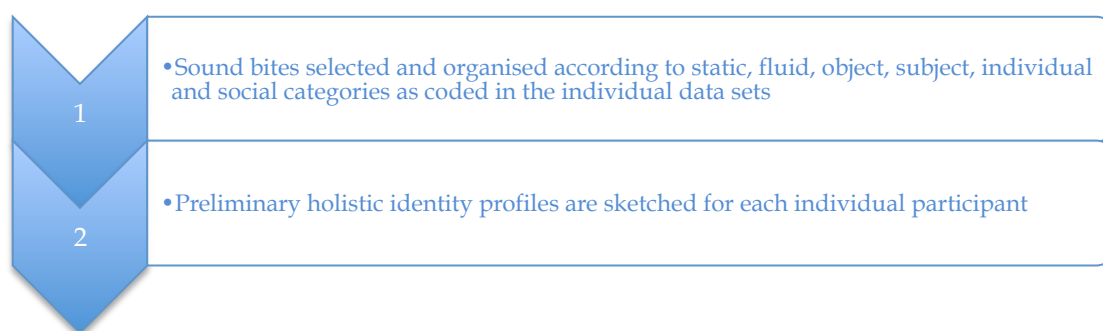 •Sound bites selected and organised according to static, fluid, object, subject, individual
and social categories as coded in the individual data sets
1
•Preliminary holistic identity profiles are sketched for each individual participant
2